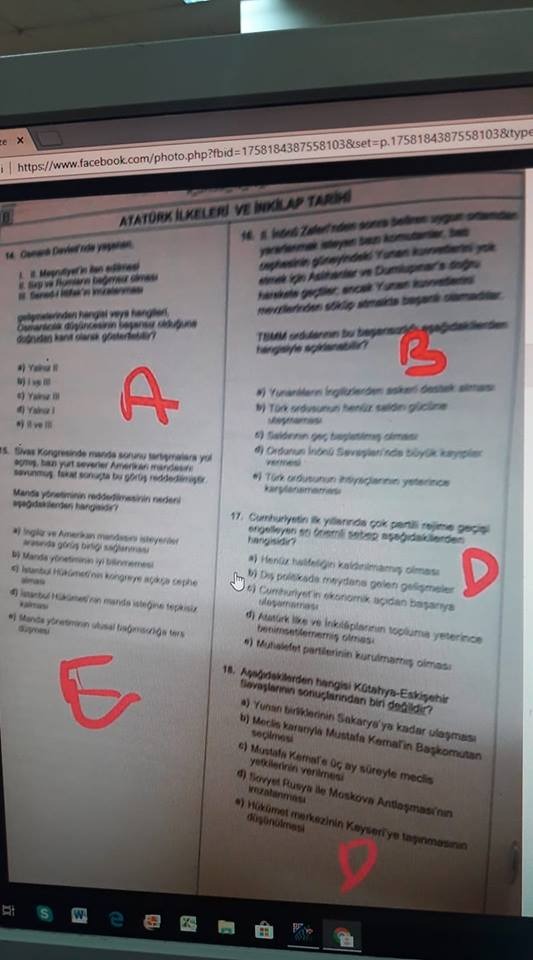 ze x
https://www.facebook.com/photo.php?fbid=1758184387558103&set=p.1758184387558103&type
ATATÜRK İLKELERİ VE İNKİLAP TARİHİ
14. Osmanlı Devleti'nde yaşanan,
I. II. Meşrutiyet'in ilan edilmesi
II. Sırp ve Rumların bağımsız olması
III. Sened-i İttifak'ın imzalanması
gelişmelerinden hangisi veya hangileri,
Osmanlıcılık düşüncesinin başarısız olduğuna
doğrudan kanıt olarak gösterilebilir?
a) Yalnız II
b) I ve III
c) Yalnız III
d) Yalnız I
e) II ve III
A
15. Sivas Kongresinde manda sorunu tartışmalara yol
açmış, bazı yurt severler Amerikan mandasını
savunmuş, fakat sonuçta bu görüş reddedilmiştir.
Manda yönetiminin reddedilmesinin nedeni
aşağıdakilerden hangisidir?
a) İngiliz ve Amerikan mandasını isteyenler
arasında görüş birliği sağlanması
b) Manda yönetiminin iyi bilinmemesi
c) İstanbul Hükümeti'nin kongreye açıkça cephe
alması
d) İstanbul Hükümeti'nin manda isteğine tepkisiz
kalması
e) Manda yönetiminin ulusal bağımsızlığa ters
düşmesi
E
16. II. İnönü Zaferi'nden sonra beliren uygun ortamdan
yararlanmak isteyen bazı komutanlar, batı
cephesinin güneyindeki Yunan kuvvetlerini yok
etmek için Aslıhanlar ve Dumlupınar'a doğru
harekete geçtiler; ancak Yunan kuvvetlerini
mevzilerinden söküp atmakta başarılı olamadılar.
TBMM ordularının bu başarısızlığı aşağıdakilerden
hangisiyle açıklanabilir?
B
a) Yunanlıların İngilizlerden askeri destek alması
b) Türk ordusunun henüz saldırı gücüne
ulaşmaması
c) Saldırının geç başlatılmış olması
d) Ordunun İnönü Savaşları'nda büyük kayıplar
vermesi
e) Türk ordusunun ihtiyaçlarının yeterince
karşılanamaması
17. Cumhuriyetin ilk yıllarında çok partili rejime geçişi
engelleyen en önemli sebep aşağıdakilerden
hangisidir?
a) Henüz halifeliğin kaldırılmamış olması
b) Dış politikada meydana gelen gelişmeler
c) Cumhuriyet'in ekonomik açıdan başarıya
ulaşamaması
d) Atatürk İlke ve İnkılâplarının topluma yeterince
benimsetilememiş olması
e) Muhalefet partilerinin kurulmamış olması
D
18. Aşağıdakilerden hangisi Kütahya-Eskişehir
Savaşlarının sonuçlarından biri değildir?
a) Yunan birliklerinin Sakarya'ya kadar ulaşması
b) Meclis kararıyla Mustafa Kemal'in Başkomutan
seçilmesi
c) Mustafa Kemal'e üç ay süreyle meclis
yetkilerinin verilmesi
d) Sovyet Rusya ile Moskova Antlaşması'nın
imzalanması
e) Hükümet merkezinin Kayseri'ye taşınmasının
düşünülmesi
D